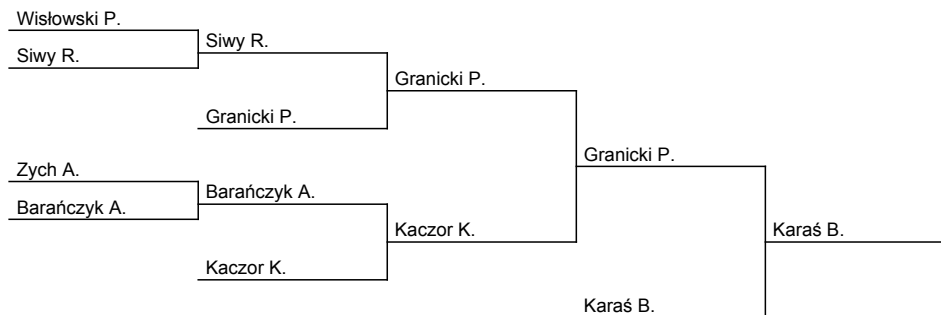 Wisłowski P.
Siwy R.
Siwy R.
Granicki P.
Granicki P.
Granicki P.
Zych A.
Barańczyk A.
Barańczyk A.
Kaczor K.
Karaś B.
Kaczor K.
Karaś B.